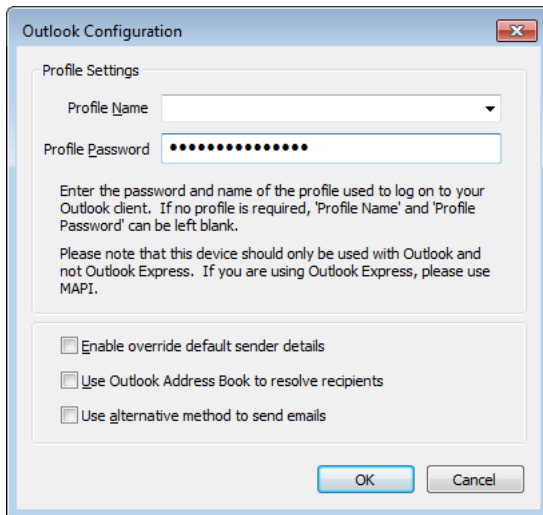 Outlook Configuration
Profile Settings
Profile Name
Profile Password •••••••••••••••
Enter the password and name of the profile used to log on to your
Outlook client.  If no profile is required, 'Profile Name' and 'Profile
Password' can be left blank.
Please note that this device should only be used with Outlook and
not Outlook Express.  If you are using Outlook Express, please use
MAPI.
Enable override default sender details
Use Outlook Address Book to resolve recipients
Use alternative method to send emails
OK Cancel